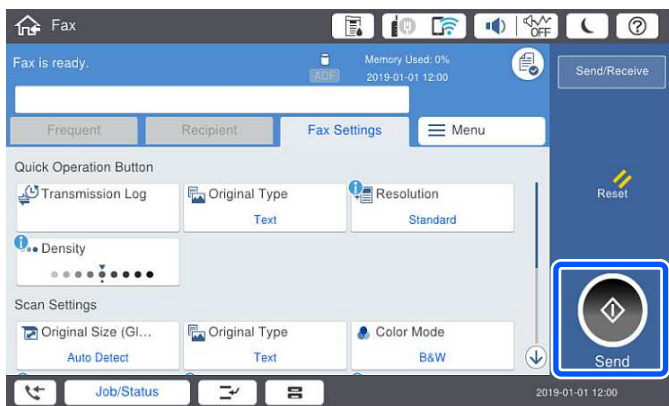 Fax
OFF
?
Fax is ready.
ADF
Memory Used: 0%
2019-01-01 12:00
Send/Receive
Frequent
Recipient
Fax Settings
Menu
Quick Operation Button
Transmission Log
Original Type
Text
i
Resolution
Standard
Reset
i
Density
Scan Settings
Original Size (Gl...
Auto Detect
Original Type
Text
Color Mode
B&W
Send
Job/Status
2019-01-01 12:00